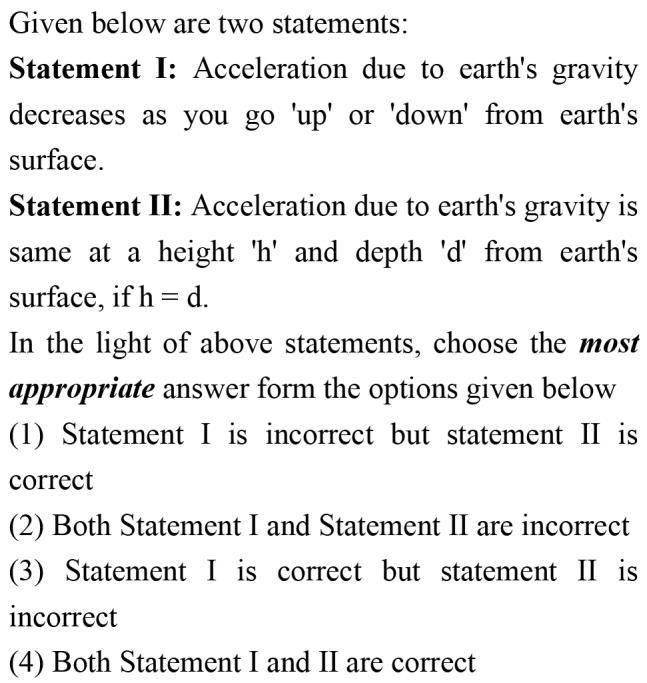 Given below are two statements:
Statement I: Acceleration due to earth's gravity
decreases as you go 'up' or 'down' from earth's
surface.
Statement II: Acceleration due to earth's gravity is
same at a height 'h' and depth 'd' from earth's
surface, if h = d.
In the light of above statements, choose the most
appropriate answer form the options given below
(1) Statement I is incorrect but statement II is
correct
(2) Both Statement I and Statement II are incorrect
(3) Statement I is correct but statement II is
incorrect
(4) Both Statement I and II are correct